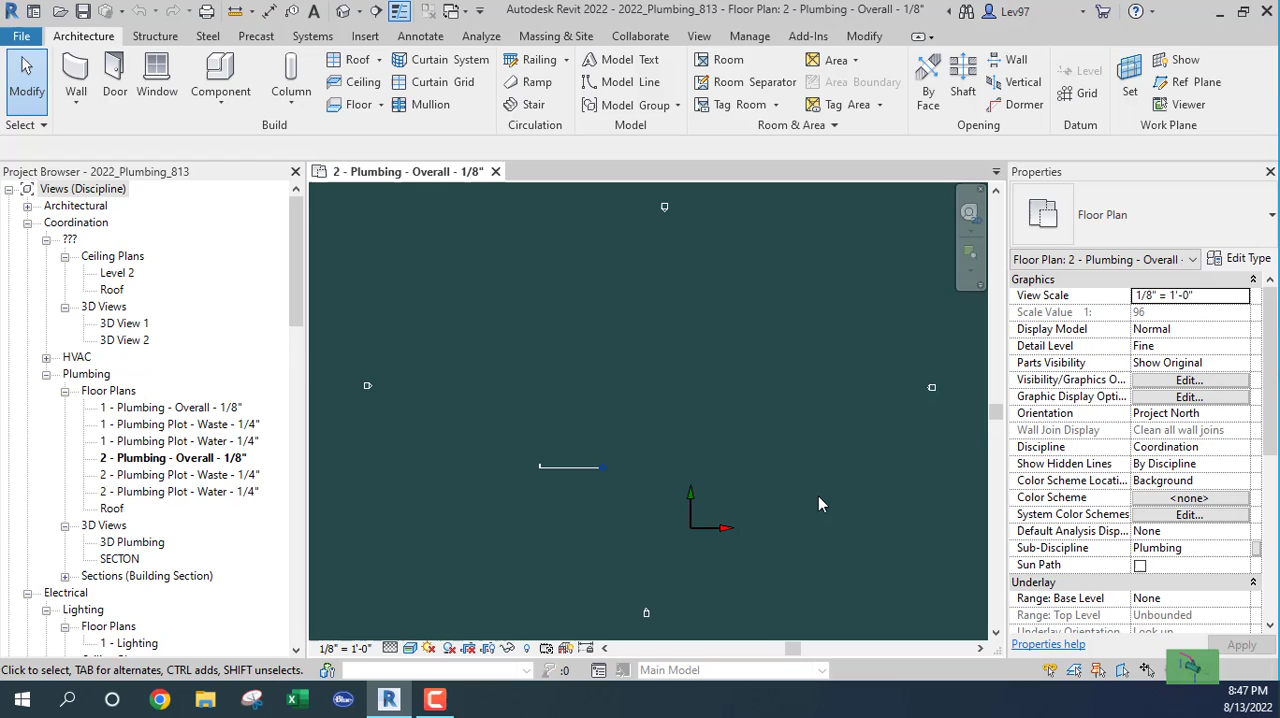 Autodesk Revit 2022 - 2022_Plumbing_813 - Floor Plan: 2 - Plumbing - Overall - 1/8"
Lev97
File Architecture Structure Steel Precast Systems Insert Annotate Analyze Massing & Site Collaborate View Manage Add-Ins Modify
Modify Wall Door Window Component Column Roof Curtain System Railing Model Text Room Area By Face Shaft Wall Level Set Show
Ceiling Curtain Grid Ramp Model Line Room Separator Area Boundary Vertical Grid Ref Plane
Floor Mullion Stair Model Group Tag Room Tag Area Dormer Viewer
Select Build Circulation Model Room & Area Opening Datum Work Plane
Project Browser - 2022_Plumbing_813
Views (Discipline)
Architectural
Coordination
???
Ceiling Plans
Level 2
Roof
3D Views
3D View 1
3D View 2
HVAC
Plumbing
Floor Plans
1 - Plumbing - Overall - 1/8"
1 - Plumbing Plot - Waste - 1/4"
1 - Plumbing Plot - Water - 1/4"
2 - Plumbing - Overall - 1/8"
2 - Plumbing Plot - Waste - 1/4"
2 - Plumbing Plot - Water - 1/4"
Roof
3D Views
3D Plumbing
SECTON
Sections (Building Section)
Electrical
Lighting
Floor Plans
1 - Lighting
2 - Plumbing - Overall - 1/8"
1/8" = 1'-0"
Properties
Floor Plan
Floor Plan: 2 - Plumbing - Overall - Edit Type
Graphics
View Scale 1/8" = 1'-0"
Scale Value 1: 96
Display Model Normal
Detail Level Fine
Parts Visibility Show Original
Visibility/Graphics O... Edit...
Graphic Display Opti... Edit...
Orientation Project North
Wall Join Display Clean all wall joins
Discipline Coordination
Show Hidden Lines By Discipline
Color Scheme Locati... Background
Color Scheme <none>
System Color Schemes Edit...
Default Analysis Disp... None
Sub-Discipline Plumbing
Sun Path
Underlay
Range: Base Level None
Range: Top Level Unbounded
Underlay Orientation Look up
Properties help Apply
Click to select, TAB for alternates, CTRL adds, SHIFT unselects.
:0 Main Model
8:47 PM
8/13/2022